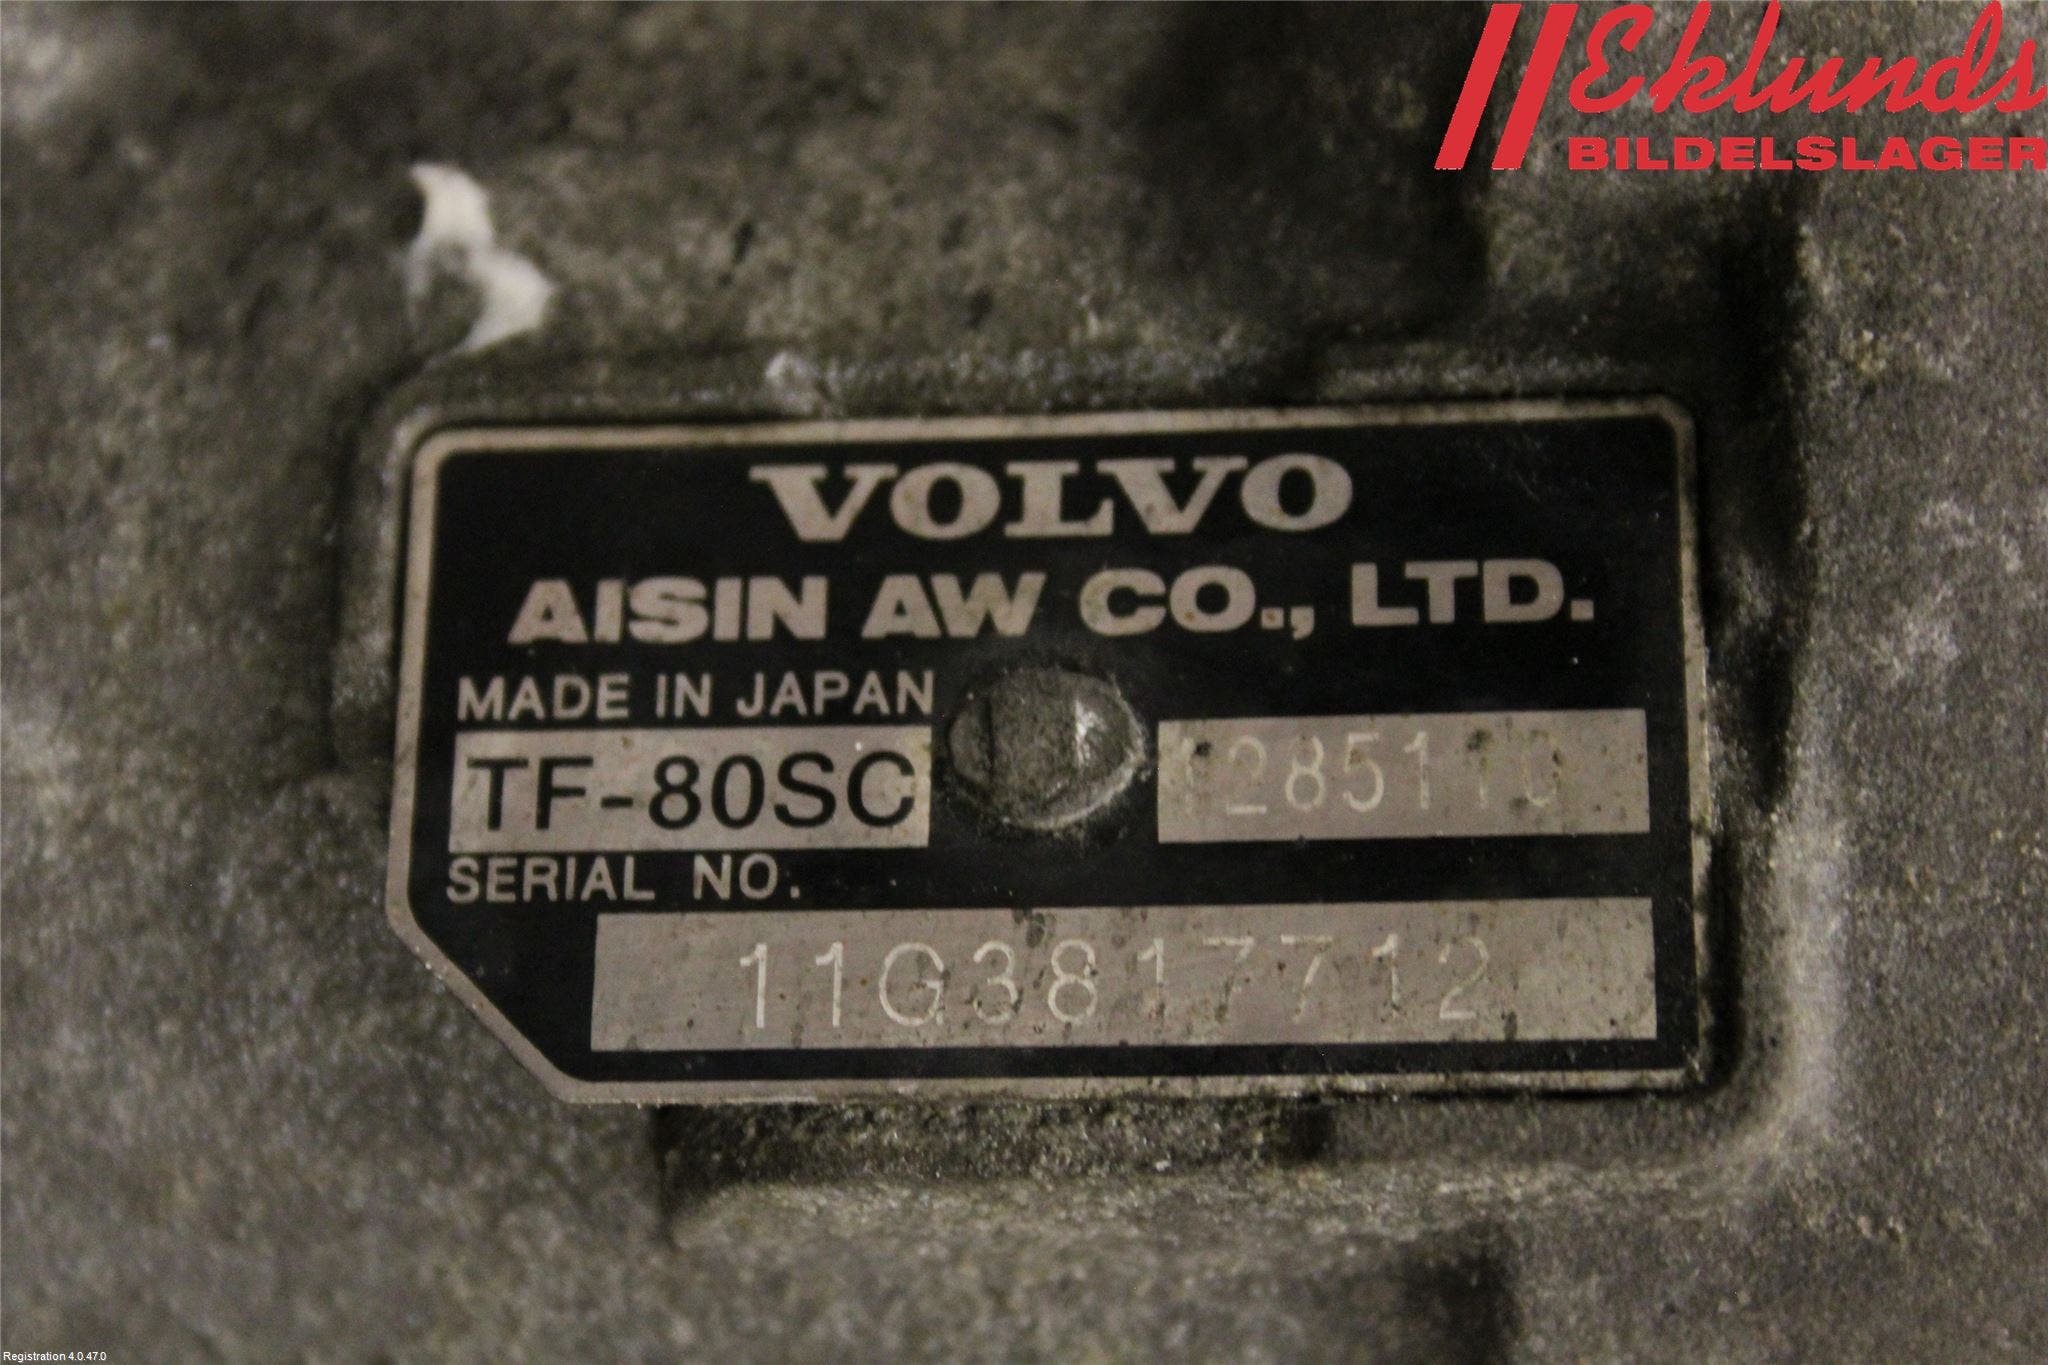 Eklunds
BILDELSLAGER
VOLVO
AISIN AW CO., LTD.
MADE IN JAPAN
TF-80SC 1285110
SERIAL NO.
11G3817712
Registration 4.0.47.0